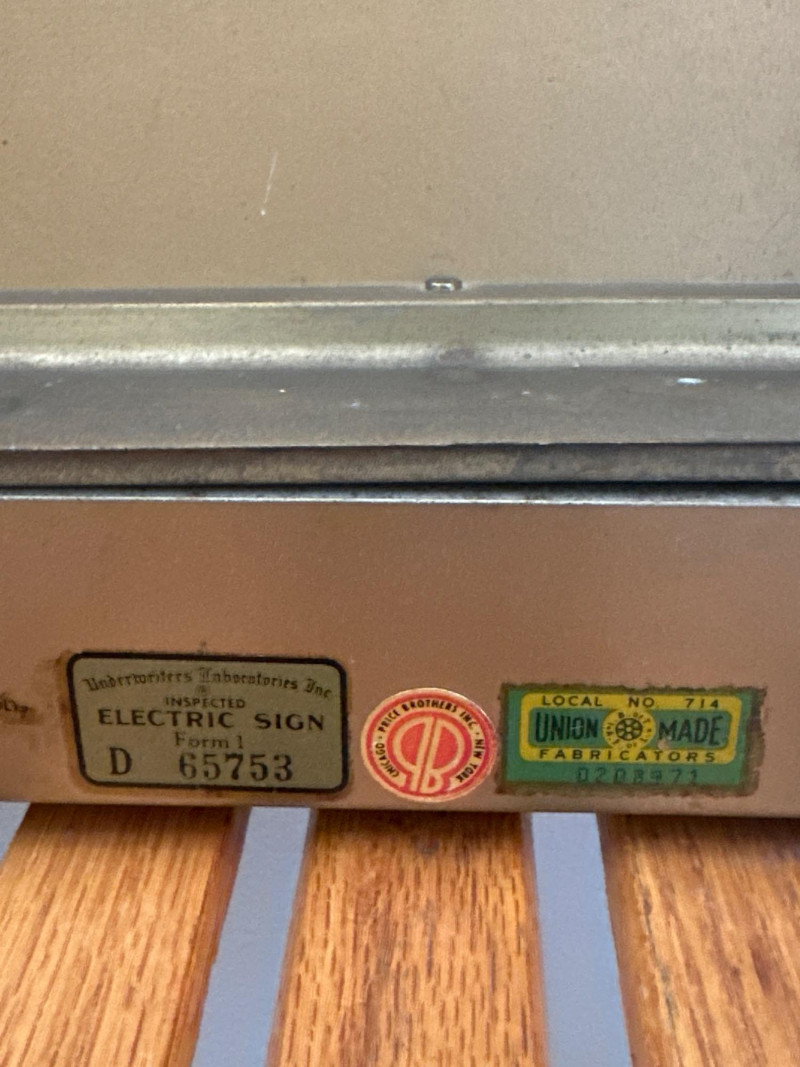 Underwriters Laboratories Inc.
INSPECTED
ELECTRIC SIGN
Form 1
D 65753
PRICE BROTHERS INC.
CHICAGO · NEW YORK
PB
LOCAL NO. 714
UNION MADE
FABRICATORS